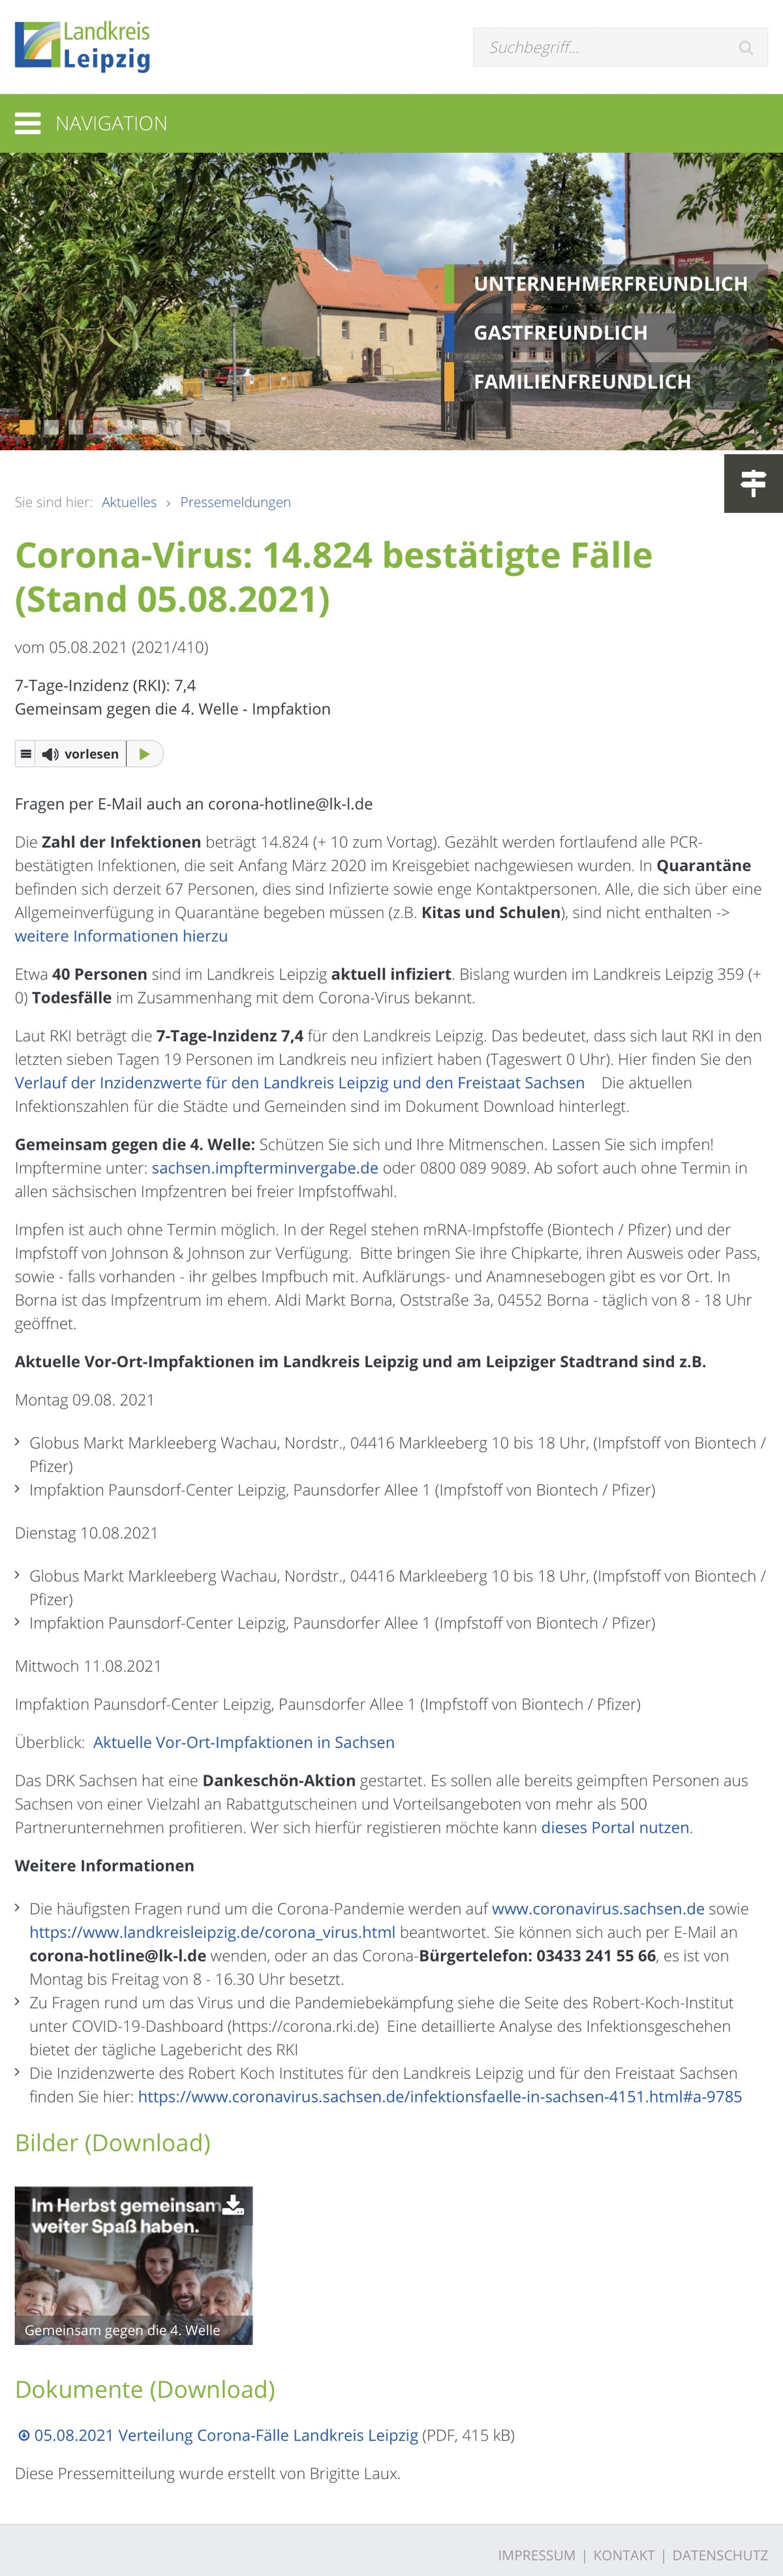 Landkreis
Leipzig
Suchbegriff...
NAVIGATION
UNTERNEHMERFREUNDLICH
GASTFREUNDLICH
FAMILIENFREUNDLICH
Sie sind hier: Aktuelles › Pressemeldungen
Corona-Virus: 14.824 bestätigte Fälle
(Stand 05.08.2021)
vom 05.08.2021 (2021/410)
7-Tage-Inzidenz (RKI): 7,4
Gemeinsam gegen die 4. Welle - Impfaktion
vorlesen
Fragen per E-Mail auch an corona-hotline@lk-l.de
Die Zahl der Infektionen beträgt 14.824 (+ 10 zum Vortag). Gezählt werden fortlaufend alle PCR-
bestätigten Infektionen, die seit Anfang März 2020 im Kreisgebiet nachgewiesen wurden. In Quarantäne
befinden sich derzeit 67 Personen, dies sind Infizierte sowie enge Kontaktpersonen. Alle, die sich über eine
Allgemeinverfügung in Quarantäne begeben müssen (z.B. Kitas und Schulen), sind nicht enthalten ->
weitere Informationen hierzu
Etwa 40 Personen sind im Landkreis Leipzig aktuell infiziert. Bislang wurden im Landkreis Leipzig 359 (+
0) Todesfälle im Zusammenhang mit dem Corona-Virus bekannt.
Laut RKI beträgt die 7-Tage-Inzidenz 7,4 für den Landkreis Leipzig. Das bedeutet, dass sich laut RKI in den
letzten sieben Tagen 19 Personen im Landkreis neu infiziert haben (Tageswert 0 Uhr). Hier finden Sie den
Verlauf der Inzidenzwerte für den Landkreis Leipzig und den Freistaat Sachsen Die aktuellen
Infektionszahlen für die Städte und Gemeinden sind im Dokument Download hinterlegt.
Gemeinsam gegen die 4. Welle: Schützen Sie sich und Ihre Mitmenschen. Lassen Sie sich impfen!
Impftermine unter: sachsen.impfterminvergabe.de oder 0800 089 9089. Ab sofort auch ohne Termin in
allen sächsischen Impfzentren bei freier Impfstoffwahl.
Impfen ist auch ohne Termin möglich. In der Regel stehen mRNA-Impfstoffe (Biontech / Pfizer) und der
Impfstoff von Johnson & Johnson zur Verfügung. Bitte bringen Sie ihre Chipkarte, ihren Ausweis oder Pass,
sowie - falls vorhanden - ihr gelbes Impfbuch mit. Aufklärungs- und Anamnesebogen gibt es vor Ort. In
Borna ist das Impfzentrum im ehem. Aldi Markt Borna, Oststraße 3a, 04552 Borna - täglich von 8 - 18 Uhr
geöffnet.
Aktuelle Vor-Ort-Impfaktionen im Landkreis Leipzig und am Leipziger Stadtrand sind z.B.
Montag 09.08. 2021
› Globus Markt Markleeberg Wachau, Nordstr., 04416 Markleeberg 10 bis 18 Uhr, (Impfstoff von Biontech /
Pfizer)
› Impfaktion Paunsdorf-Center Leipzig, Paunsdorfer Allee 1 (Impfstoff von Biontech / Pfizer)
Dienstag 10.08.2021
› Globus Markt Markleeberg Wachau, Nordstr., 04416 Markleeberg 10 bis 18 Uhr, (Impfstoff von Biontech /
Pfizer)
› Impfaktion Paunsdorf-Center Leipzig, Paunsdorfer Allee 1 (Impfstoff von Biontech / Pfizer)
Mittwoch 11.08.2021
Impfaktion Paunsdorf-Center Leipzig, Paunsdorfer Allee 1 (Impfstoff von Biontech / Pfizer)
Überblick: Aktuelle Vor-Ort-Impfaktionen in Sachsen
Das DRK Sachsen hat eine Dankeschön-Aktion gestartet. Es sollen alle bereits geimpften Personen aus
Sachsen von einer Vielzahl an Rabattgutscheinen und Vorteilsangeboten von mehr als 500
Partnerunternehmen profitieren. Wer sich hierfür registieren möchte kann dieses Portal nutzen.
Weitere Informationen
› Die häufigsten Fragen rund um die Corona-Pandemie werden auf www.coronavirus.sachsen.de sowie
https://www.landkreisleipzig.de/corona_virus.html beantwortet. Sie können sich auch per E-Mail an
corona-hotline@lk-l.de wenden, oder an das Corona-Bürgertelefon: 03433 241 55 66, es ist von
Montag bis Freitag von 8 - 16.30 Uhr besetzt.
› Zu Fragen rund um das Virus und die Pandemiebekämpfung siehe die Seite des Robert-Koch-Institut
unter COVID-19-Dashboard (https://corona.rki.de) Eine detaillierte Analyse des Infektionsgeschehen
bietet der tägliche Lagebericht des RKI
› Die Inzidenzwerte des Robert Koch Institutes für den Landkreis Leipzig und für den Freistaat Sachsen
finden Sie hier: https://www.coronavirus.sachsen.de/infektionsfaelle-in-sachsen-4151.html#a-9785
Bilder (Download)
Im Herbst gemeinsam
weiter Spaß haben.
Gemeinsam gegen die 4. Welle
Dokumente (Download)
05.08.2021 Verteilung Corona-Fälle Landkreis Leipzig (PDF, 415 kB)
Diese Pressemitteilung wurde erstellt von Brigitte Laux.
IMPRESSUM | KONTAKT | DATENSCHUTZ